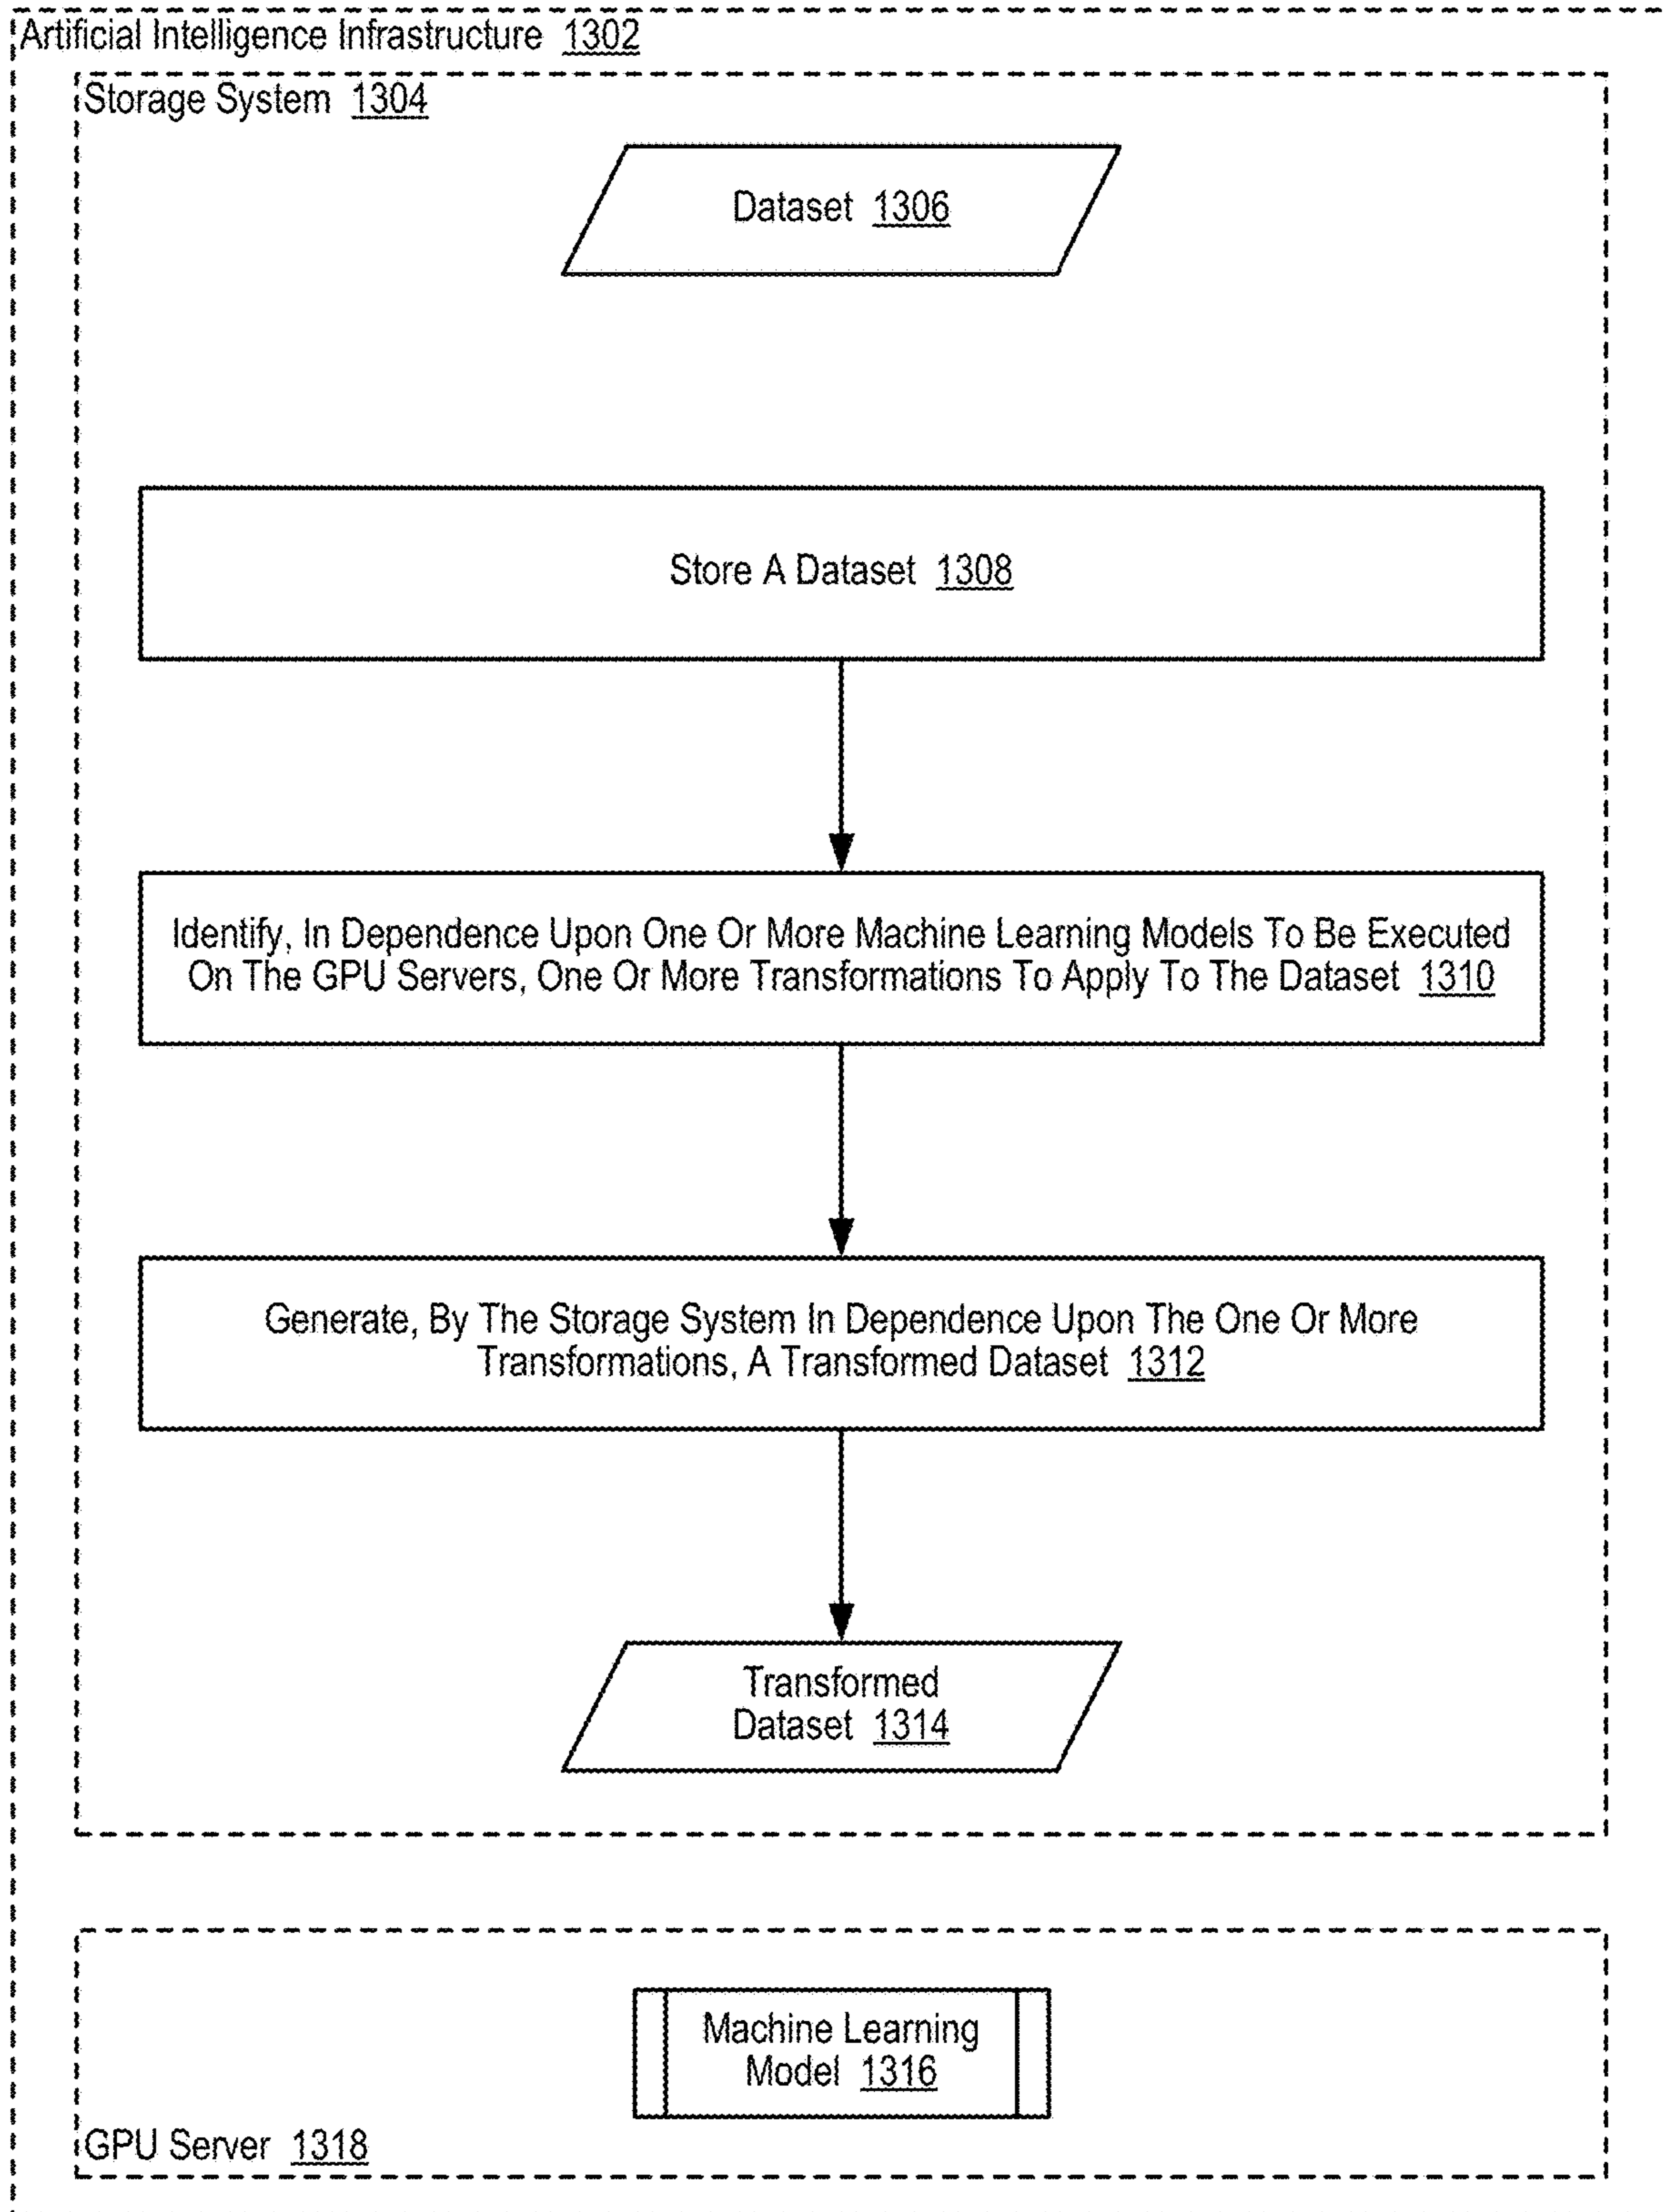 Artificial Intelligence Infrastructure 1302
Storage System 1304
Dataset 1306
Store A Dataset 1308
Identify, In Dependence Upon One Or More Machine Learning Models To Be Executed
On The GPU Servers, One Or More Transformations To Apply To The Dataset 1310
Generate, By The Storage System In Dependence Upon The One Or More
Transformations, A Transformed Dataset 1312
Transformed
Dataset 1314
Machine Learning
Model 1316
GPU Server 1318